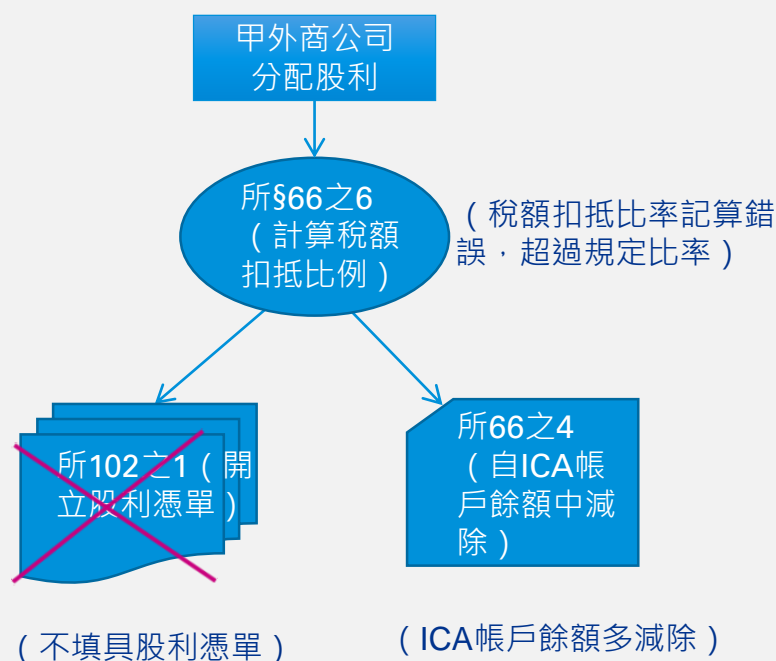 甲外商公司
分配股利
所§66之6
（計算稅額
扣抵比例）
（稅額扣抵比率記算錯
誤，超過規定比率）
所102之1（開
立股利憑單）
所66之4
（自ICA帳
戶餘額中減
除）
（不填具股利憑單）
（ICA帳戶餘額多減除）